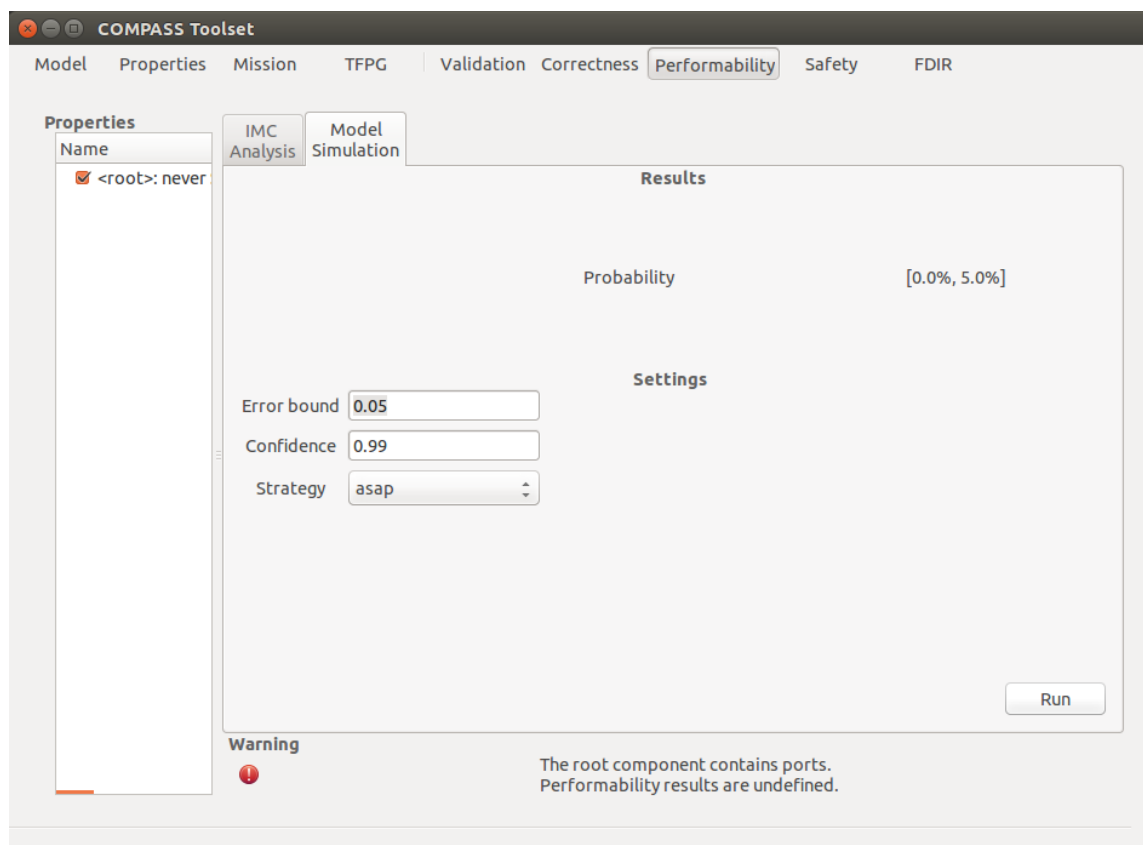 COMPASS Toolset
Model Properties Mission TFPG Validation Correctness Performability Safety FDIR
Properties
Name
<root>: never
IMC Analysis
Model Simulation
Results
Probability [0.0%, 5.0%]
Settings
Error bound 0.05
Confidence 0.99
Strategy asap
Run
Warning
The root component contains ports.
Performability results are undefined.